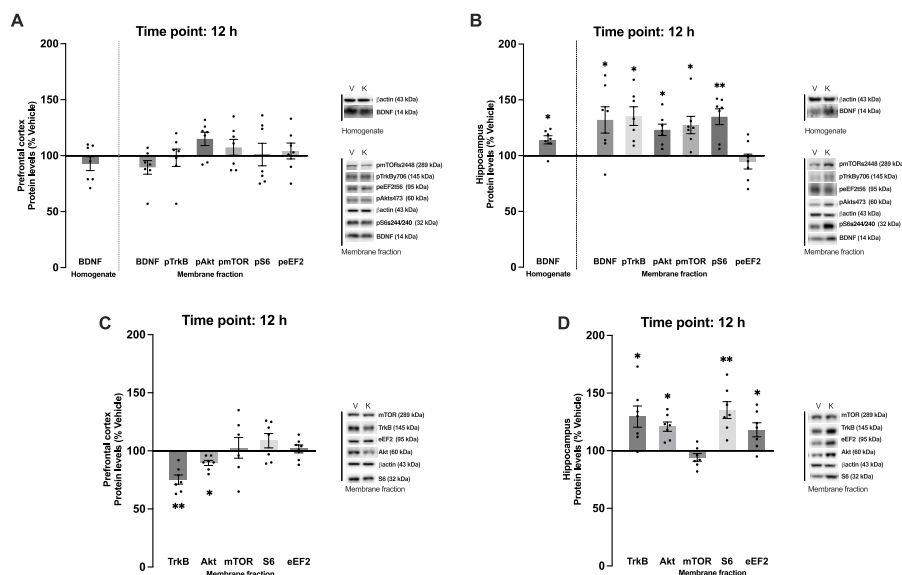 A
Time point: 12 h
Prefrontal cortex
Protein levels (% Vehicle)
200
150
100
50
BDNF
Homogenate
BDNF pTrkB pAkt pmTOR pS6 peEF2
Membrane fraction
V K
βactin (43 kDa)
BDNF (14 kDa)
Homogenate
pmTORs2448 (289 kDa)
pTrkBy706 (145 kDa)
peEF2t56 (95 kDa)
pAkts473 (60 kDa)
βactin (43 kDa)
pS6s244/240 (32 kDa)
BDNF (14 kDa)
Membrane fraction
B
Time point: 12 h
Hippocampus
Protein levels (% Vehicle)
200
150
100
50
* * * * * **
BDNF
Homogenate
BDNF pTrkB pAkt pmTOR pS6 peEF2
Membrane fraction
V K
βactin (43 kDa)
BDNF (14 kDa)
Homogenate
pmTORs2448 (289 kDa)
pTrkBy706 (145 kDa)
peEF2t56 (95 kDa)
pAkts473 (60 kDa)
βactin (43 kDa)
pS6s244/240 (32 kDa)
BDNF (14 kDa)
Membrane fraction
C
Time point: 12 h
Prefrontal cortex
Protein levels (% Vehicle)
200
150
100
50
0
** *
TrkB Akt mTOR S6 eEF2
Membrane fraction
V K
mTOR (289 kDa)
TrkB (145 kDa)
eEF2 (95 kDa)
Akt (60 kDa)
βactin (43 kDa)
S6 (32 kDa)
Membrane fraction
D
Time point: 12 h
Hippocampus
Protein levels (% Vehicle)
200
150
100
50
0
* * ** *
TrkB Akt mTOR S6 eEF2
Membrane fraction
V K
mTOR (289 kDa)
TrkB (145 kDa)
eEF2 (95 kDa)
Akt (60 kDa)
βactin (43 kDa)
S6 (32 kDa)
Membrane fraction